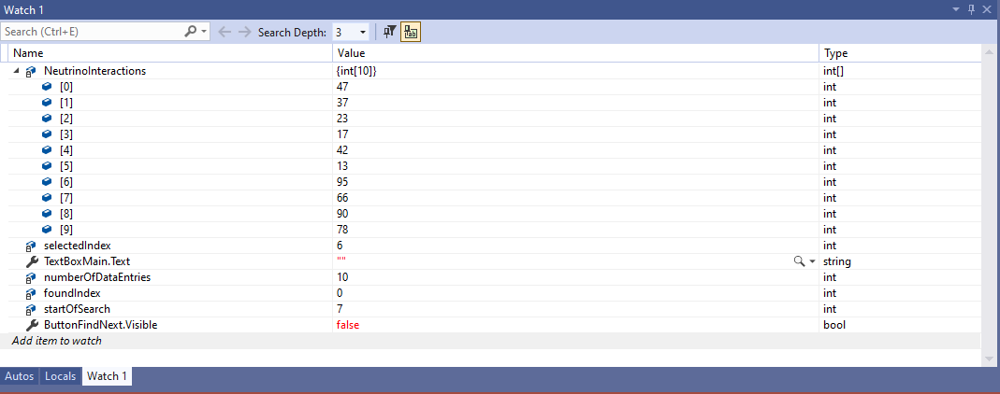 Watch 1
Search (Ctrl+E) Search Depth: 3
Name Value Type
NeutrinoInteractions {int[10]} int[]
[0] 47 int
[1] 37 int
[2] 23 int
[3] 17 int
[4] 42 int
[5] 13 int
[6] 95 int
[7] 66 int
[8] 90 int
[9] 78 int
selectedIndex 6 int
TextBoxMain.Text "" string
numberOfDataEntries 10 int
foundIndex 0 int
startOfSearch 7 int
ButtonFindNext.Visible false bool
Add item to watch
Autos Locals Watch 1